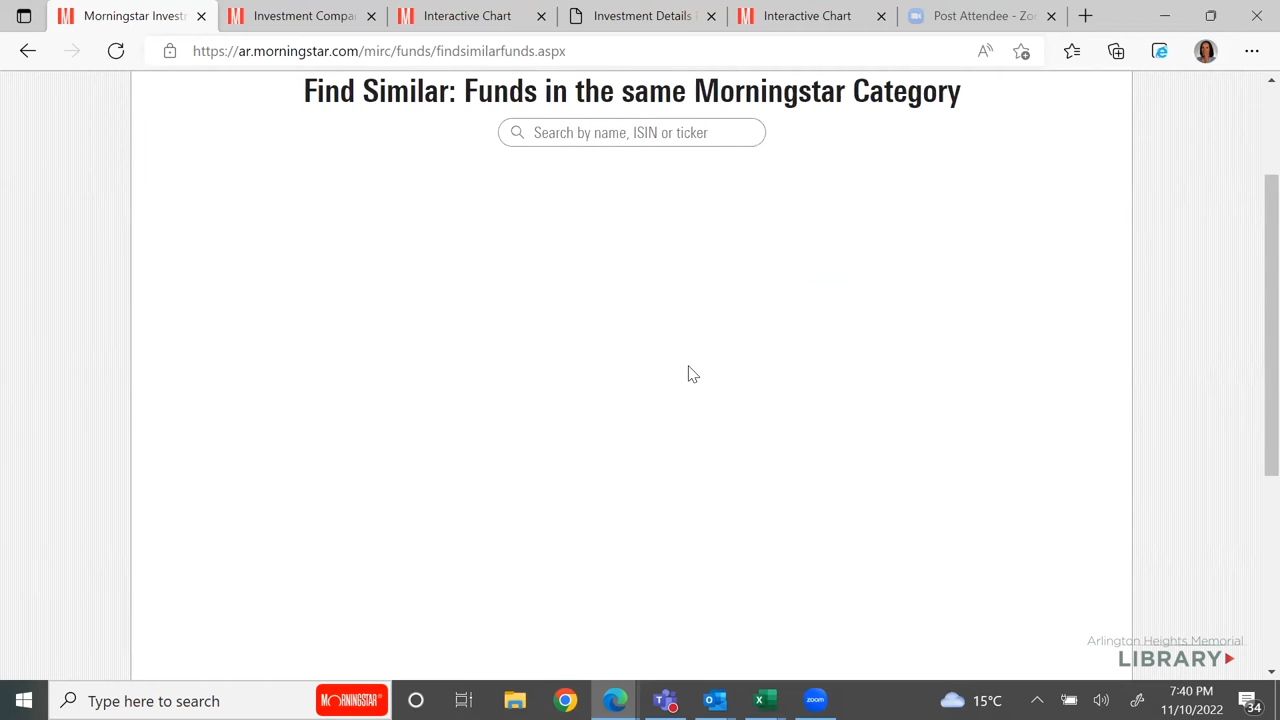 Morningstar Invest
Investment Compa
Interactive Chart
Investment Details
Interactive Chart
Post Attendee - Zoo
https://ar.morningstar.com/mirc/funds/findsimilarfunds.aspx
Find Similar: Funds in the same Morningstar Category
Search by name, ISIN or ticker
Arlington Heights Memorial
LIBRARY
Type here to search
MORNINGSTAR
zoom
15°C
7:40 PM
11/10/2022
34